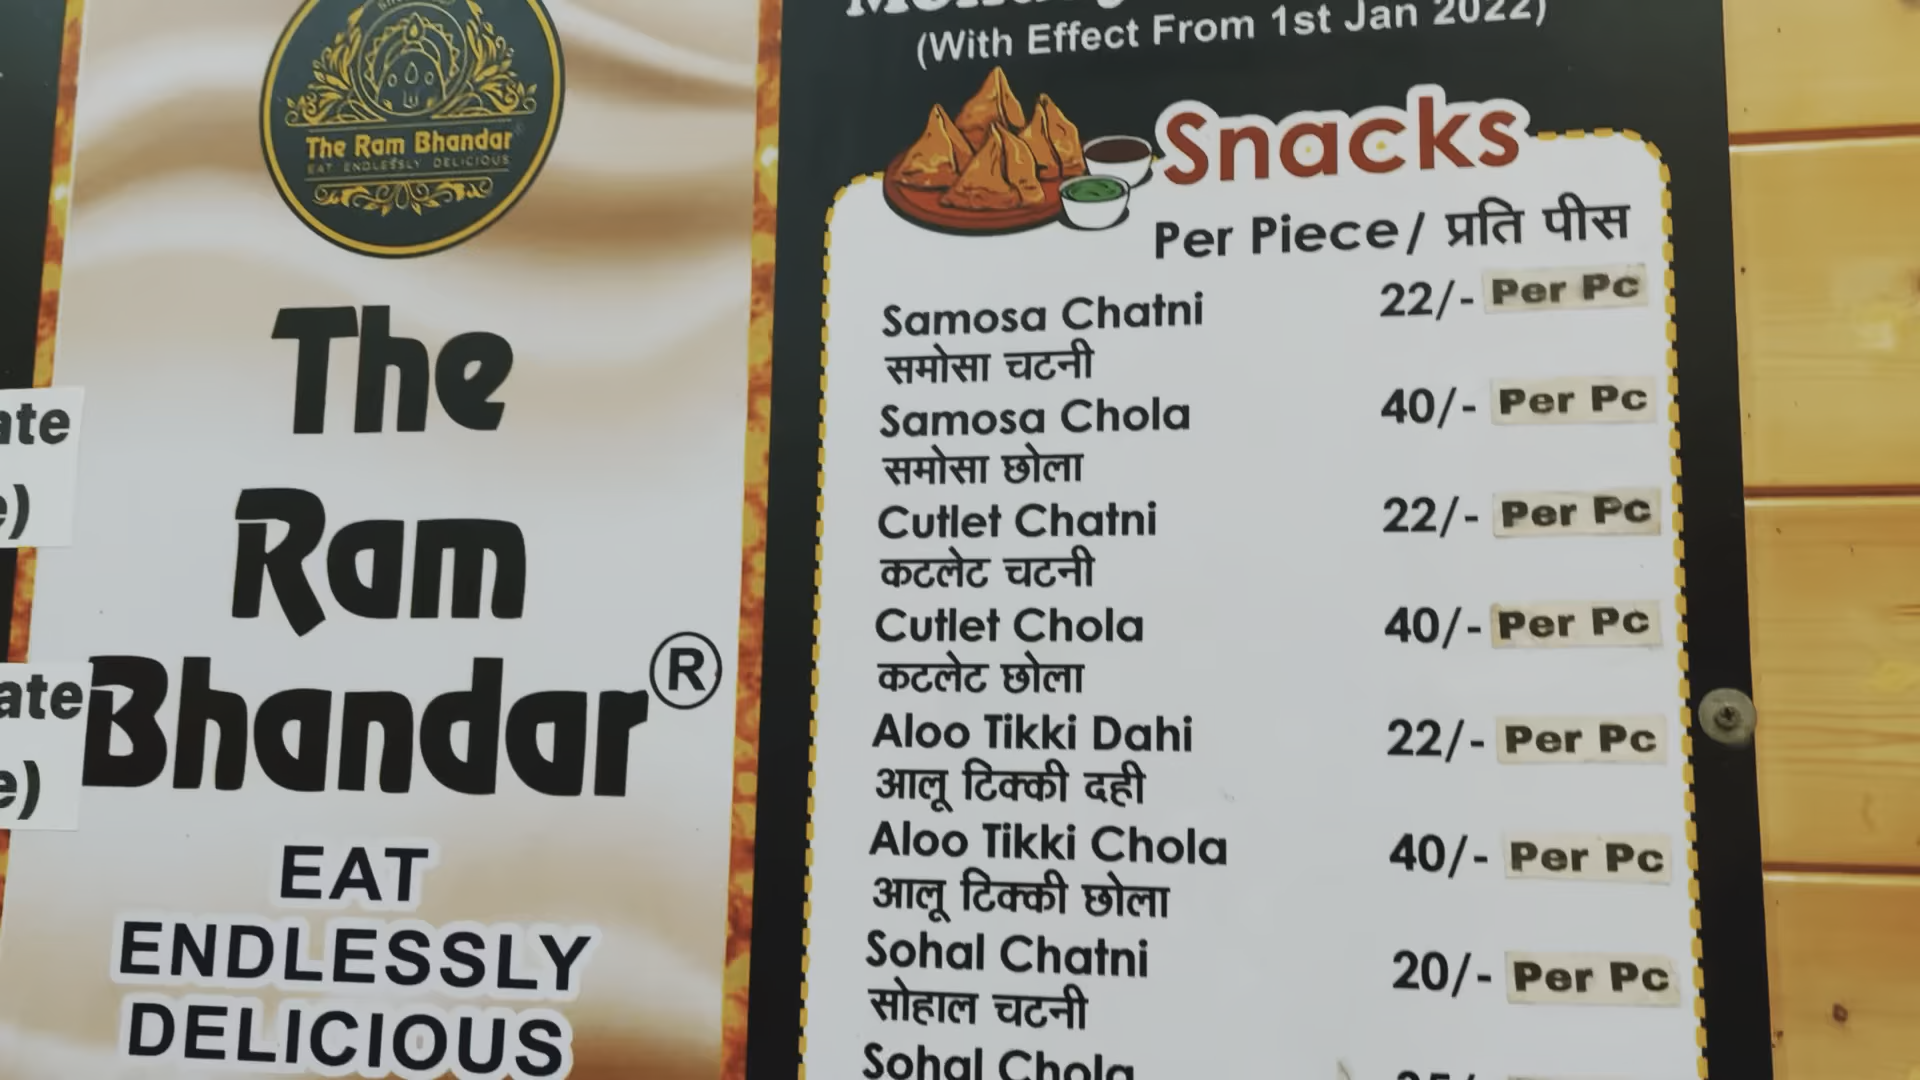 The Ram Bhandar
EAT ENDLESSLY DELICIOUS
The
Ram
Bhandar®
EAT
ENDLESSLY
DELICIOUS
(With Effect From 1st Jan 2022)
Snacks
Per Piece/ प्रति पीस
Samosa Chatni 22/- Per Pc
समोसा चटनी
Samosa Chola 40/- Per Pc
समोसा छोला
Cutlet Chatni 22/- Per Pc
कटलेट चटनी
Cutlet Chola 40/- Per Pc
कटलेट छोला
Aloo Tikki Dahi 22/- Per Pc
आलू टिक्की दही
Aloo Tikki Chola 40/- Per Pc
आलू टिक्की छोला
Sohal Chatni 20/- Per Pc
सोहाल चटनी
Sohal Chola